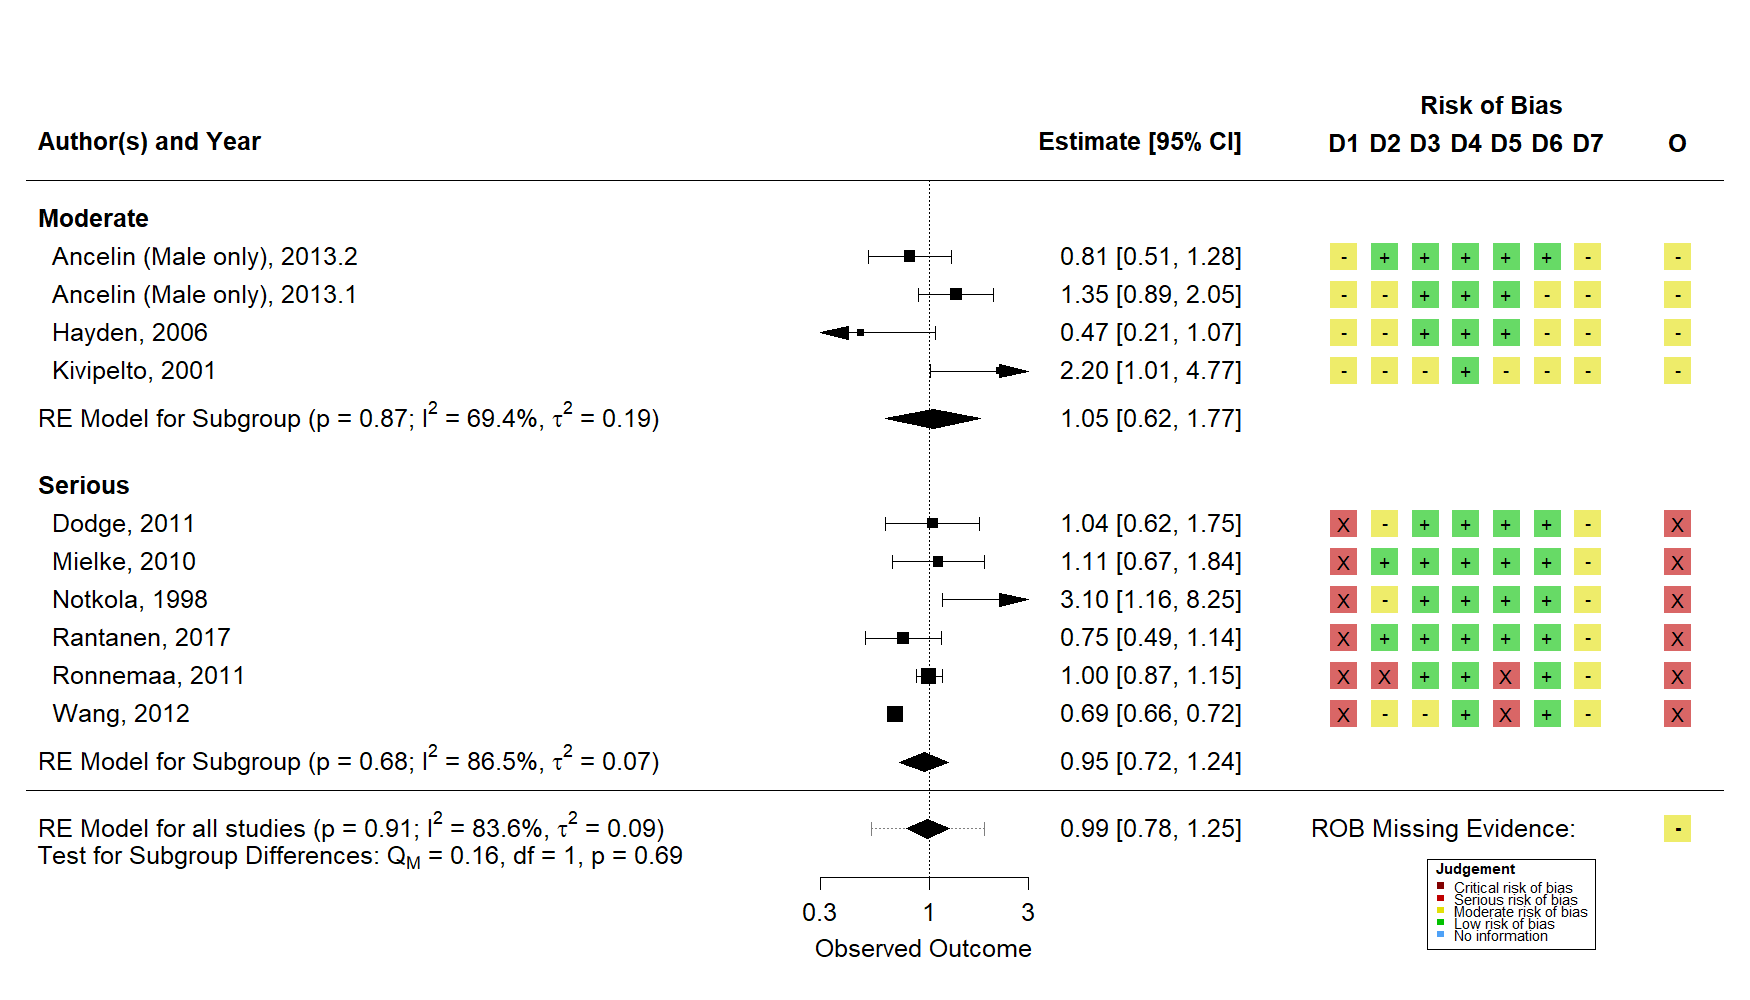 Risk of Bias
Author(s) and Year Estimate [95% CI] D1 D2 D3 D4 D5 D6 D7 O
Moderate
Ancelin (Male only), 2013.2 0.81 [0.51, 1.28] - + + + + + - -
Ancelin (Male only), 2013.1 1.35 [0.89, 2.05] - - + + + - - -
Hayden, 2006 0.47 [0.21, 1.07] - - + + + - - -
Kivipelto, 2001 2.20 [1.01, 4.77] - - - + - - - -
RE Model for Subgroup (p = 0.87; I² = 69.4%, τ² = 0.19) 1.05 [0.62, 1.77]
Serious
Dodge, 2011 1.04 [0.62, 1.75] X - + + + + - X
Mielke, 2010 1.11 [0.67, 1.84] X + + + + + - X
Notkola, 1998 3.10 [1.16, 8.25] X - + + + + - X
Rantanen, 2017 0.75 [0.49, 1.14] X + + + + + - X
Ronnemaa, 2011 1.00 [0.87, 1.15] X X + + X + - X
Wang, 2012 0.69 [0.66, 0.72] X - - + X + - X
RE Model for Subgroup (p = 0.68; I² = 86.5%, τ² = 0.07) 0.95 [0.72, 1.24]
RE Model for all studies (p = 0.91; I² = 83.6%, τ² = 0.09) 0.99 [0.78, 1.25] ROB Missing Evidence: -
Test for Subgroup Differences: Q_M = 0.16, df = 1, p = 0.69
0.3 1 3
Observed Outcome
Judgement
Critical risk of bias
Serious risk of bias
Moderate risk of bias
Low risk of bias
No information